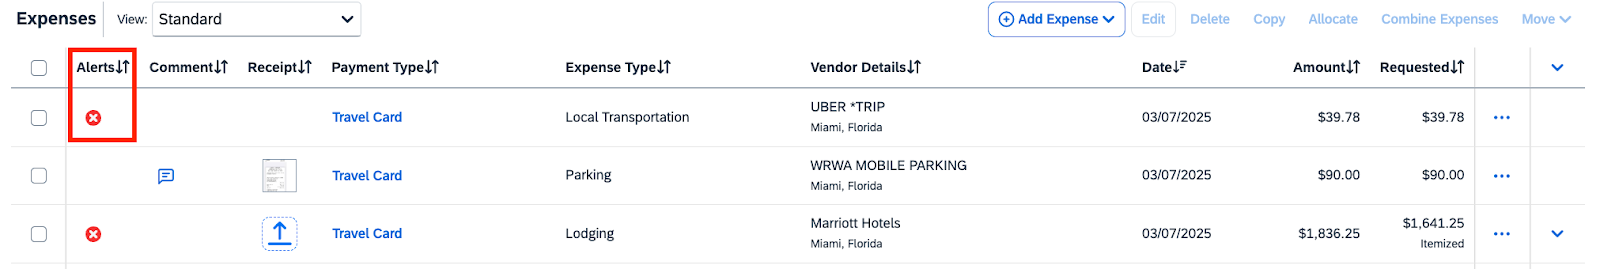 Expenses View: Standard Add Expense Edit Delete Copy Allocate Combine Expenses Move
Alerts Comment Receipt Payment Type Expense Type Vendor Details Date Amount Requested
Travel Card Local Transportation UBER *TRIP 03/07/2025 $39.78 $39.78
Miami, Florida
Travel Card Parking WRWA MOBILE PARKING 03/07/2025 $90.00 $90.00
Miami, Florida
Travel Card Lodging Marriott Hotels 03/07/2025 $1,836.25 $1,641.25
Miami, Florida Itemized